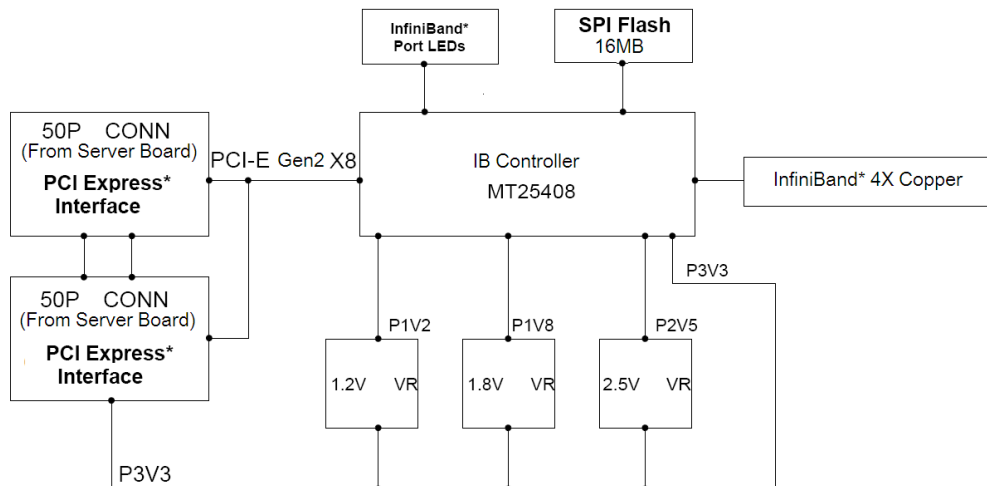 InfiniBand*
Port LEDs
SPI Flash
16MB
50P CONN
(From Server Board)
PCI Express*
Interface
PCI-E Gen2 X8
IB Controller
MT25408
InfiniBand* 4X Copper
50P CONN
(From Server Board)
PCI Express*
Interface
P3V3
P1V2
P1V8
P2V5
1.2V VR
1.8V VR
2.5V VR
P3V3